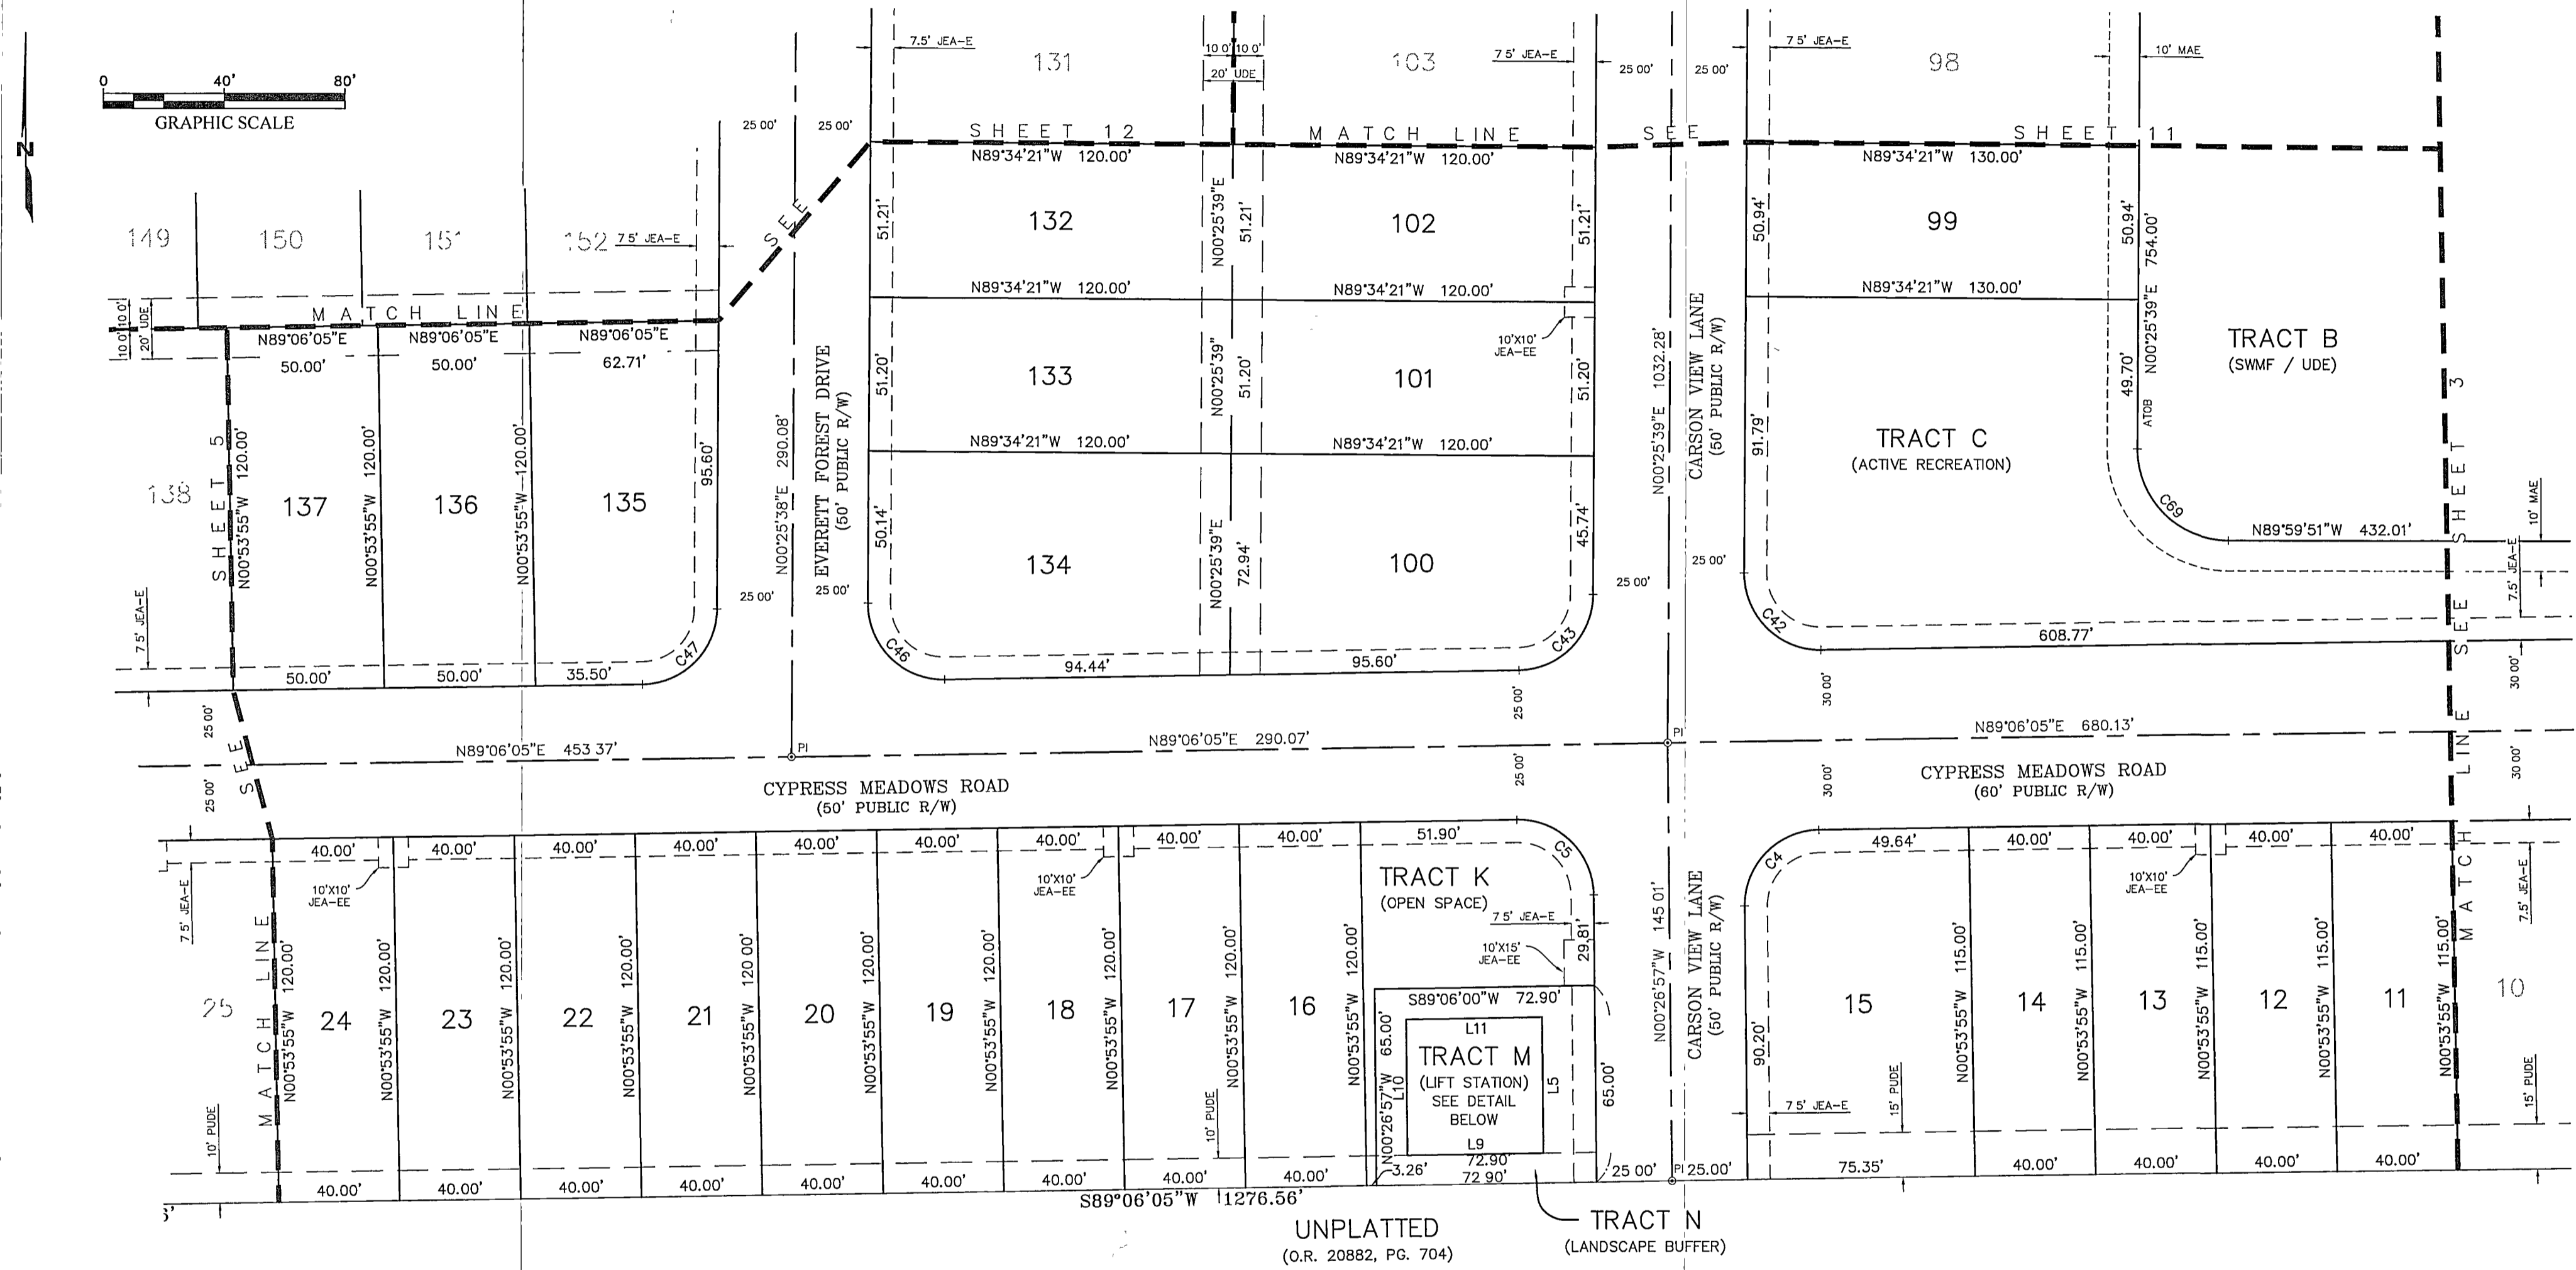 0 40' 80'
GRAPHIC SCALE
N
7.5' JEA-E
131
10 0' 10 0'
20' UDE
103
7 5' JEA-E
25 00' 25 00'
7 5' JEA-E
98
10' MAE
25 00' 25 00'
SHEET 12 MATCH LINE SEE SHEET 11
N89°34'21"W 120.00'
N89°34'21"W 120.00'
N89°34'21"W 130.00'
SEE
149
150
151
152
7 5' JEA-E
51.21'
132
N00°25'39"E
51.21'
102
51.21'
50.94'
99
50.94'
N00°25'39"E 754.00'
N89°34'21"W 120.00'
N89°34'21"W 120.00'
N89°34'21"W 130.00'
10 0' 10 0'
20' UDE
MATCH LINE
N89°06'05"E
N89°06'05"E
N89°06'05"E
50.00'
50.00'
62.71'
10'X10'
JEA-EE
51.20'
133
N00°25'39"
51.20'
101
51.20'
TRACT B
(SWMF / UDE)
49.70'
ATOB
EVERETT FOREST DRIVE
(50' PUBLIC R/W)
N00°25'38"E 290.08'
N00°25'39"E 1032.28'
CARSON VIEW LANE
(50' PUBLIC R/W)
91.79'
TRACT C
(ACTIVE RECREATION)
N89°34'21"W 120.00'
N89°34'21"W 120.00'
138
SHEET 5
N00°53'55"W 120.00'
137
N00°53'55"W 120.00'
136
N00°53'55"W 120.00'
135
95.60'
50.14'
134
N00°25'39"E
72.94'
100
45.74'
25 00' 25 00'
25 00' 25 00'
C69
N89°59'51"W 432.01'
10' MAE
7.5' JEA-E
SEE SHEET 3
7 5' JEA-E
C47
C46
C43
C42
50.00'
50.00'
35.50'
94.44'
95.60'
608.77'
25 00'
25 00'
SEE
25 00'
25 00'
30 00'
30 00'
30 00'
30 00'
N89°06'05"E 453 37'
PI
N89°06'05"E 290.07'
PI
N89°06'05"E 680.13'
CYPRESS MEADOWS ROAD
(50' PUBLIC R/W)
CYPRESS MEADOWS ROAD
(60' PUBLIC R/W)
MATCH LINE
40.00' 40.00' 40.00' 40.00' 40.00' 40.00' 40.00' 40.00' 40.00' 51.90'
C5
C4
49.64' 40.00' 40.00' 40.00' 40.00'
7.5' JEA-E
10'X10'
JEA-EE
10'X10'
JEA-EE
TRACT K
(OPEN SPACE)
7 5' JEA-E
10'X15'
JEA-EE
29.81'
10'X10'
JEA-EE
7.5' JEA-E
MATCH LINE
25
N00°53'55"W 120.00'
24
N00°53'55"W 120.00'
23
N00°53'55"W 120.00'
22
N00°53'55"W 120 00'
21
N00°53'55"W 120.00'
20
N00°53'55"W 120.00'
19
N00°53'55"W 120.00'
18
N00°53'55"W 120.00'
17
N00°53'55"W 120.00'
16
N00°53'55"W 120.00'
S89°06'00"W 72.90'
N00°26'57"W 65.00'
L11
L10
TRACT M
(LIFT STATION)
SEE DETAIL
BELOW
L5
L9
72.90'
65.00'
N00°26'57"W 145 01'
CARSON VIEW LANE
(50' PUBLIC R/W)
90.20'
15
N00°53'55"W 115.00'
14
N00°53'55"W 115.00'
13
N00°53'55"W 115.00'
12
N00°53'55"W 115.00'
11
N00°53'55"W 115.00'
MATCH LINE
10
10' PUDE
10' PUDE
7 5' JEA-E
15' PUDE
15' PUDE
40.00' 40.00' 40.00' 40.00' 40.00' 40.00' 40.00' 40.00' 40.00' 3.26' 72 90' 25 00' PI 25.00' 75.35' 40.00' 40.00' 40.00' 40.00'
S89°06'05"W 1276.56'
UNPLATTED
(O.R. 20882, PG. 704)
TRACT N
(LANDSCAPE BUFFER)